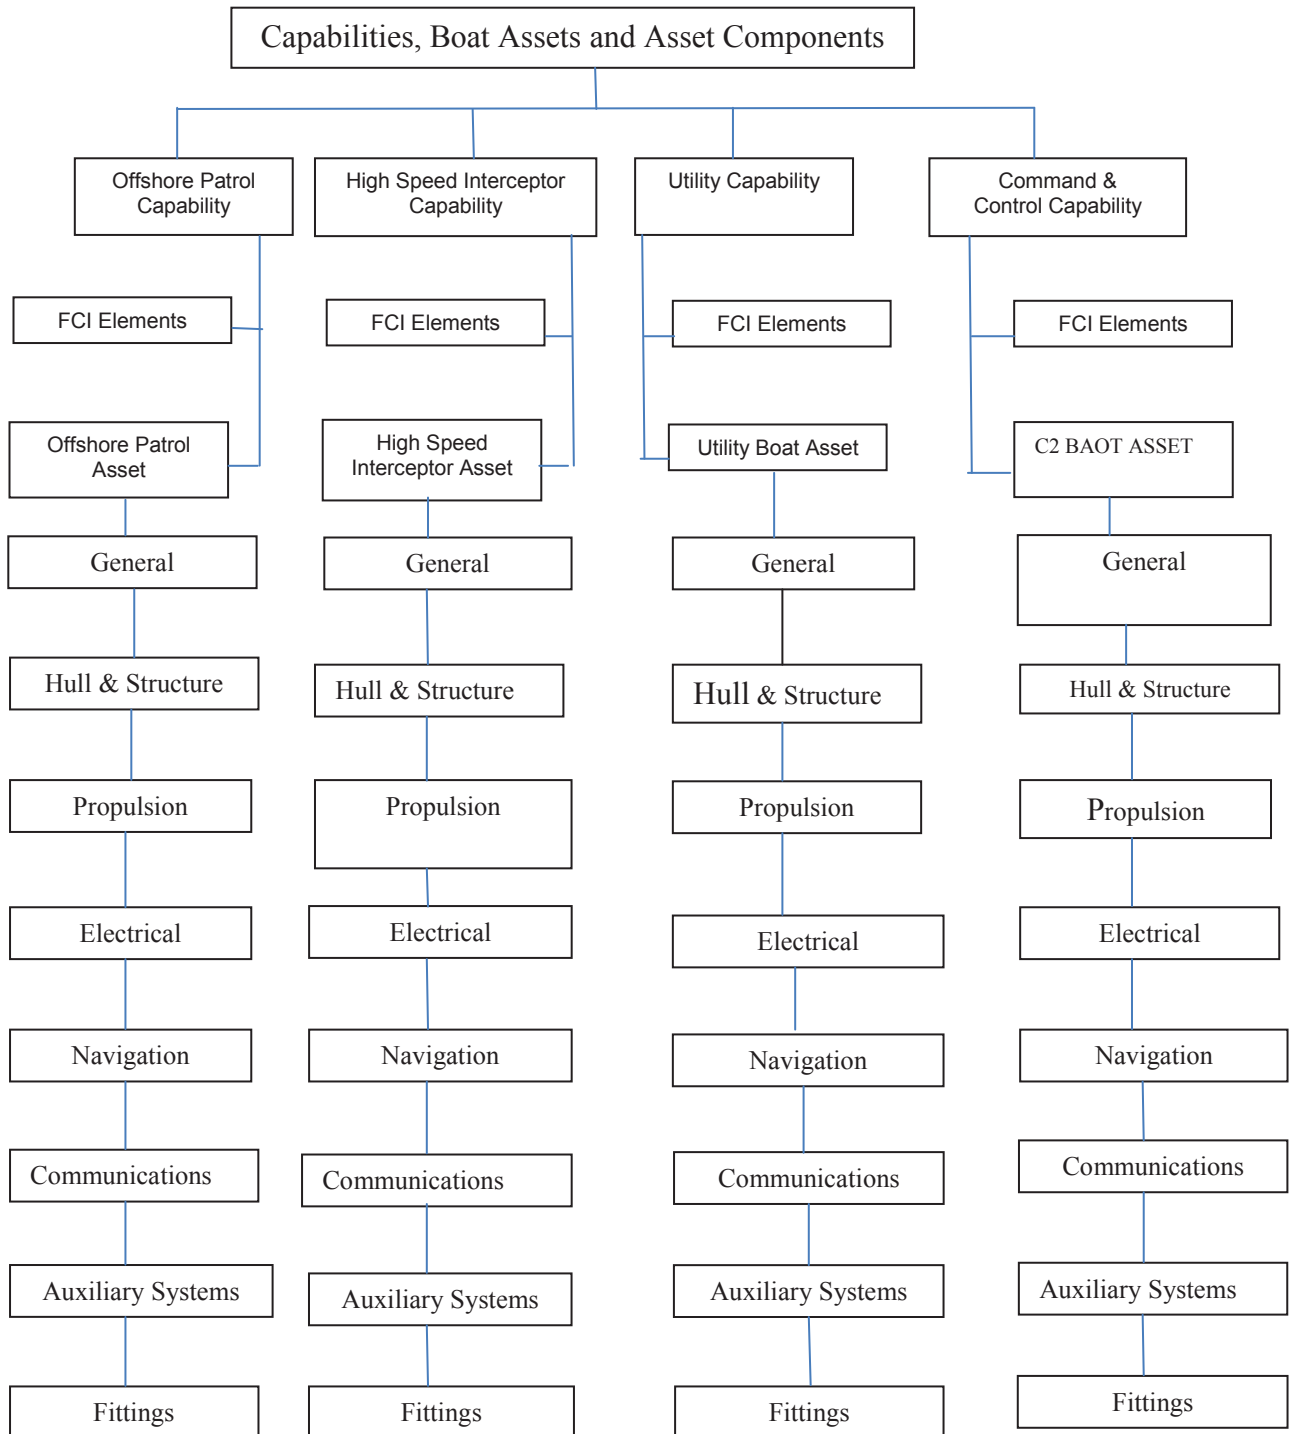 Capabilities, Boat Assets and Asset Components
Offshore Patrol
Capability
High Speed Interceptor
Capability
Utility Capability
Command &
Control Capability
FCI Elements
FCI Elements
FCI Elements
FCI Elements
Offshore Patrol
Asset
High Speed
Interceptor Asset
Utility Boat Asset
C2 BAOT ASSET
General
General
General
General
Hull & Structure
Hull & Structure
Hull & Structure
Hull & Structure
Propulsion
Propulsion
Propulsion
Propulsion
Electrical
Electrical
Electrical
Electrical
Navigation
Navigation
Navigation
Navigation
Communications
Communications
Communications
Communications
Auxiliary Systems
Auxiliary Systems
Auxiliary Systems
Auxiliary Systems
Fittings
Fittings
Fittings
Fittings